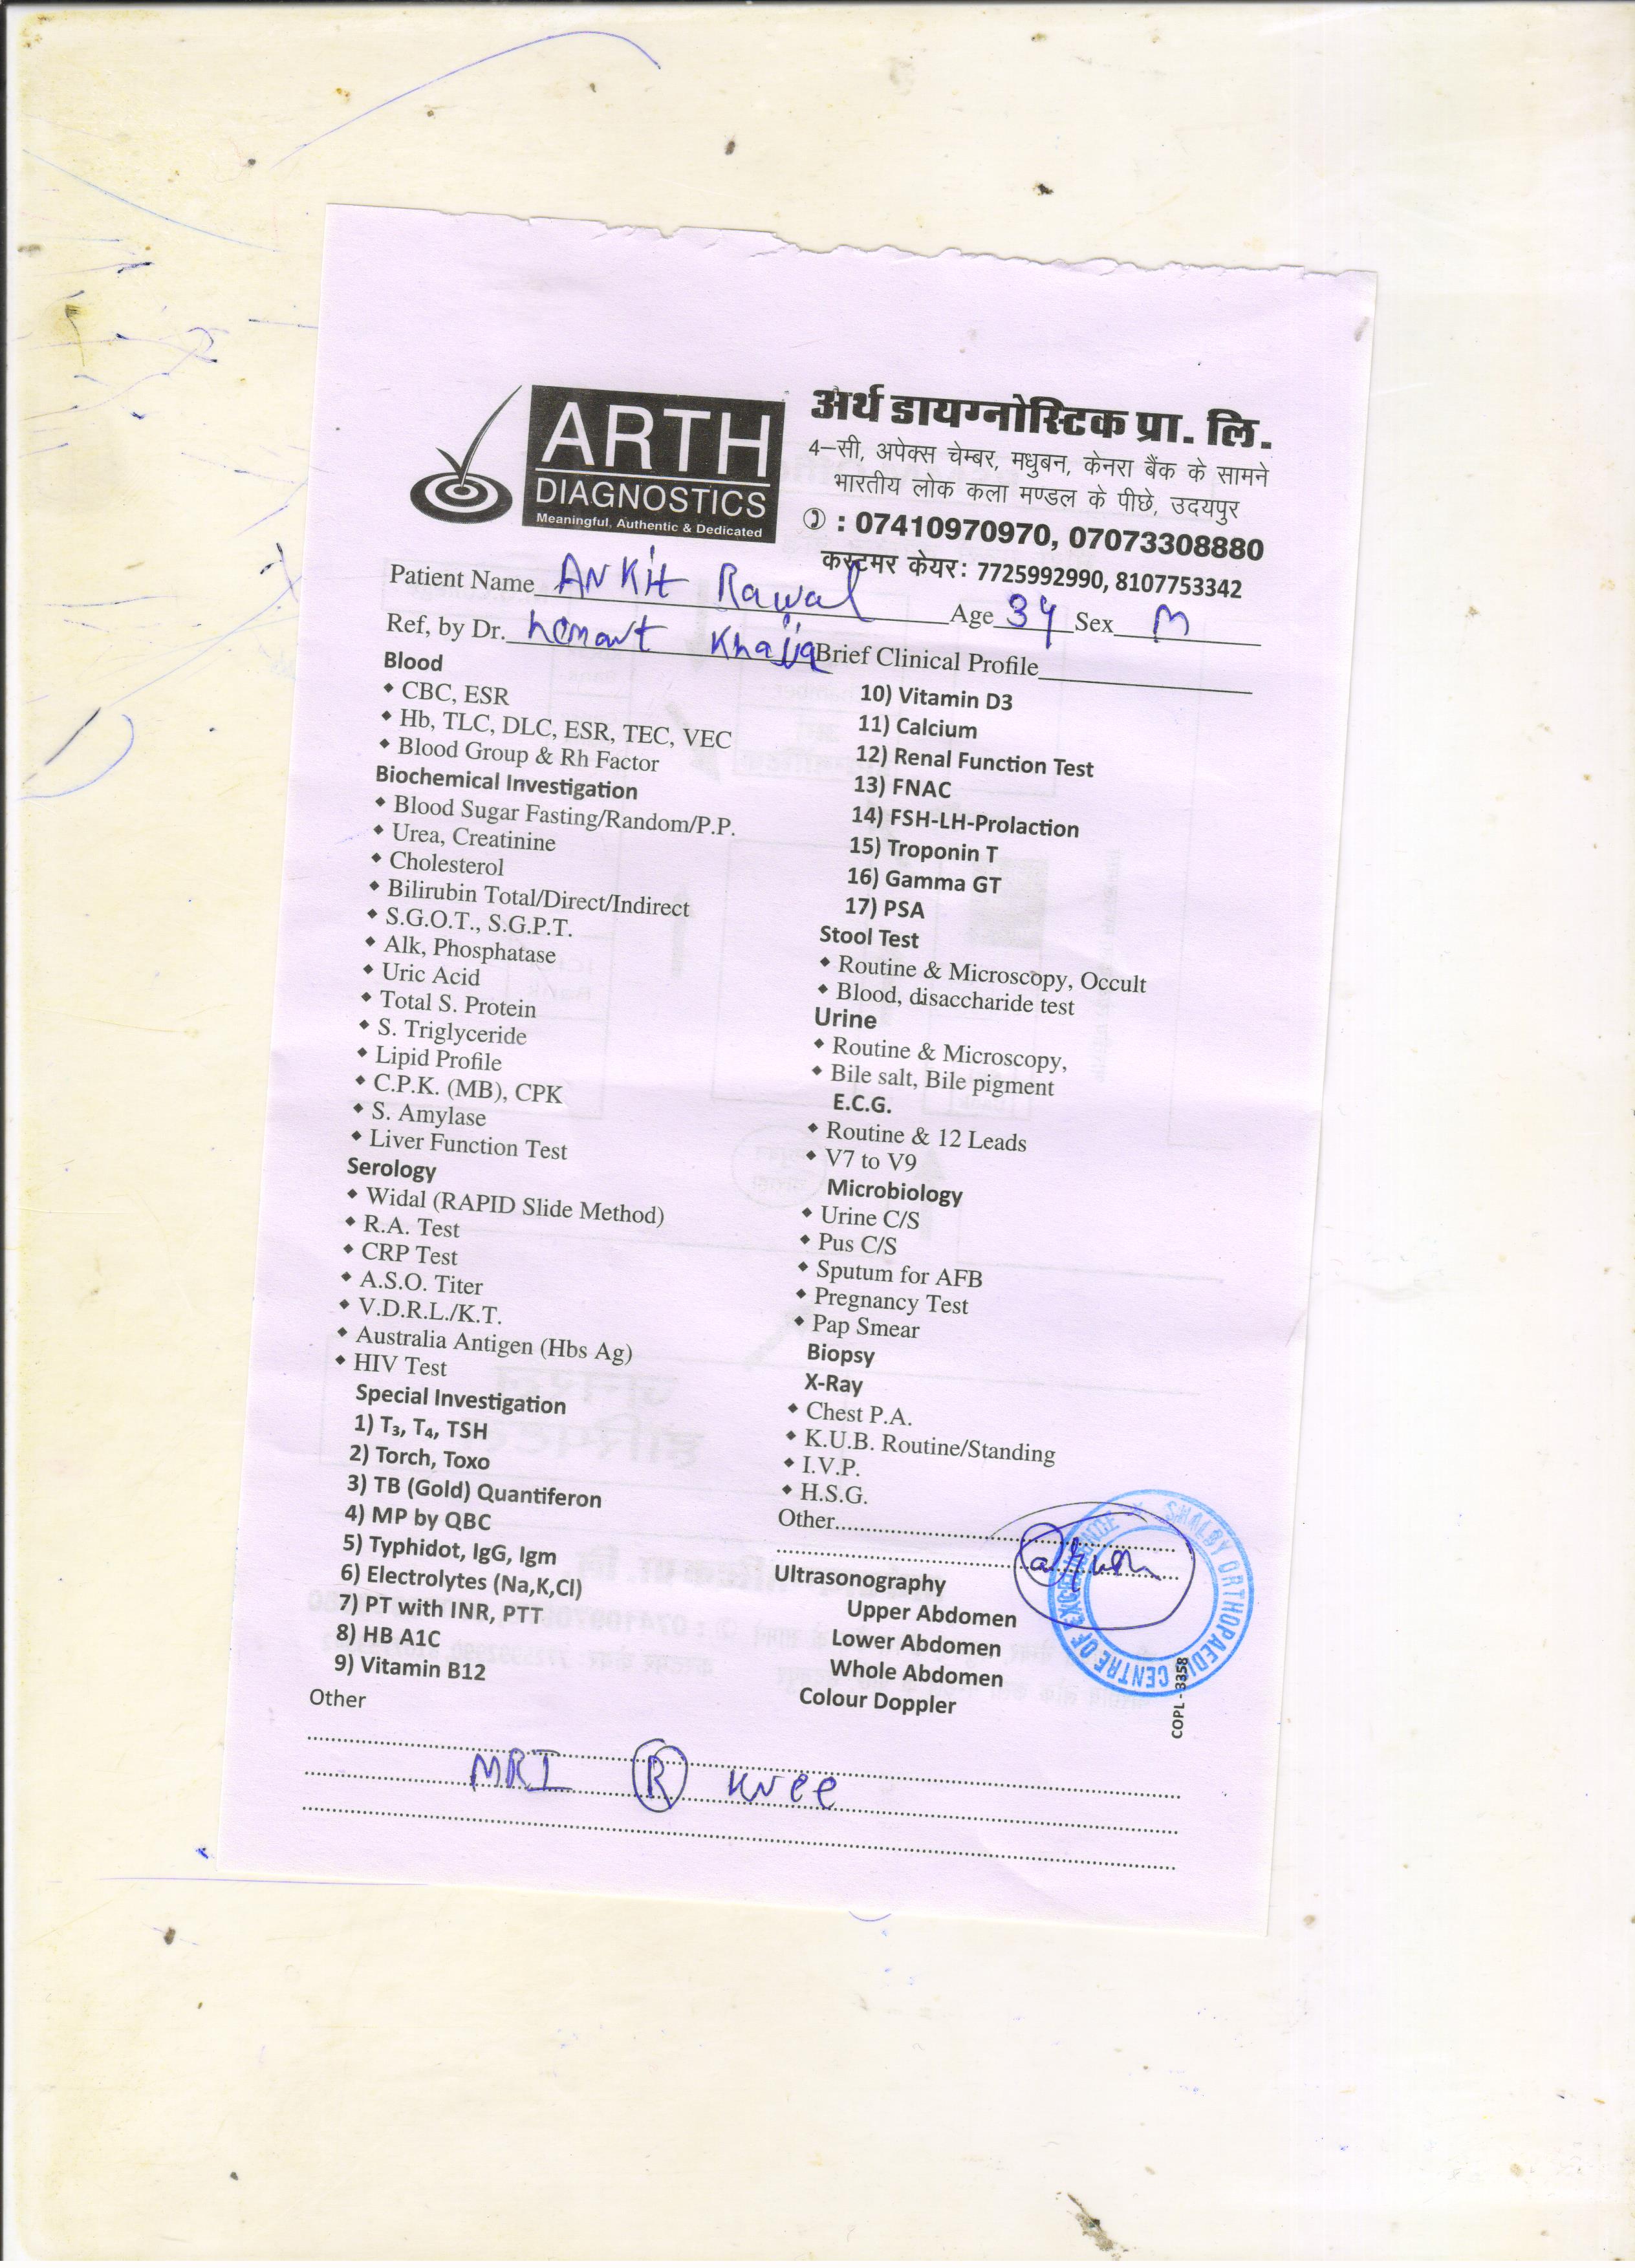 ARTH
DIAGNOSTICS
Meaningful, Authentic & Dedicated
अर्थ डायग्नोस्टिक प्रा. लि.
4–सी, अपेक्स चेम्बर, मधुबन, केनरा बैंक के सामने
भारतीय लोक कला मण्डल के पीछे, उदयपुर
✆ : 07410970970, 07073308880
कस्टमर केयर: 7725992990, 8107753342
Patient Name ANKit Rawal Age 34 Sex M
Ref, by Dr. hemant Khajja Brief Clinical Profile
Blood
◆ CBC, ESR
◆ Hb, TLC, DLC, ESR, TEC, VEC
◆ Blood Group & Rh Factor
Biochemical Investigation
◆ Blood Sugar Fasting/Random/P.P.
◆ Urea, Creatinine
◆ Cholesterol
◆ Bilirubin Total/Direct/Indirect
◆ S.G.O.T., S.G.P.T.
◆ Alk, Phosphatase
◆ Uric Acid
◆ Total S. Protein
◆ S. Triglyceride
◆ Lipid Profile
◆ C.P.K. (MB), CPK
◆ S. Amylase
◆ Liver Function Test
Serology
◆ Widal (RAPID Slide Method)
◆ R.A. Test
◆ CRP Test
◆ A.S.O. Titer
◆ V.D.R.L./K.T.
◆ Australia Antigen (Hbs Ag)
◆ HIV Test
Special Investigation
1) T₃, T₄, TSH
2) Torch, Toxo
3) TB (Gold) Quantiferon
4) MP by QBC
5) Typhidot, IgG, Igm
6) Electrolytes (Na,K,Cl)
7) PT with INR, PTT
8) HB A1C
9) Vitamin B12
Other
10) Vitamin D3
11) Calcium
12) Renal Function Test
13) FNAC
14) FSH-LH-Prolaction
15) Troponin T
16) Gamma GT
17) PSA
Stool Test
◆ Routine & Microscopy, Occult
◆ Blood, disaccharide test
Urine
◆ Routine & Microscopy,
◆ Bile salt, Bile pigment
E.C.G.
◆ Routine & 12 Leads
◆ V7 to V9
Microbiology
◆ Urine C/S
◆ Pus C/S
◆ Sputum for AFB
◆ Pregnancy Test
◆ Pap Smear
Biopsy
X-Ray
◆ Chest P.A.
◆ K.U.B. Routine/Standing
◆ I.V.P.
◆ H.S.G.
Other
Ultrasonography
Upper Abdomen
Lower Abdomen
Whole Abdomen
Colour Doppler
SHALBY ORTHOPAEDIC CENTRE OF EXCELLENCE
COPL - 3358
MRI R knee